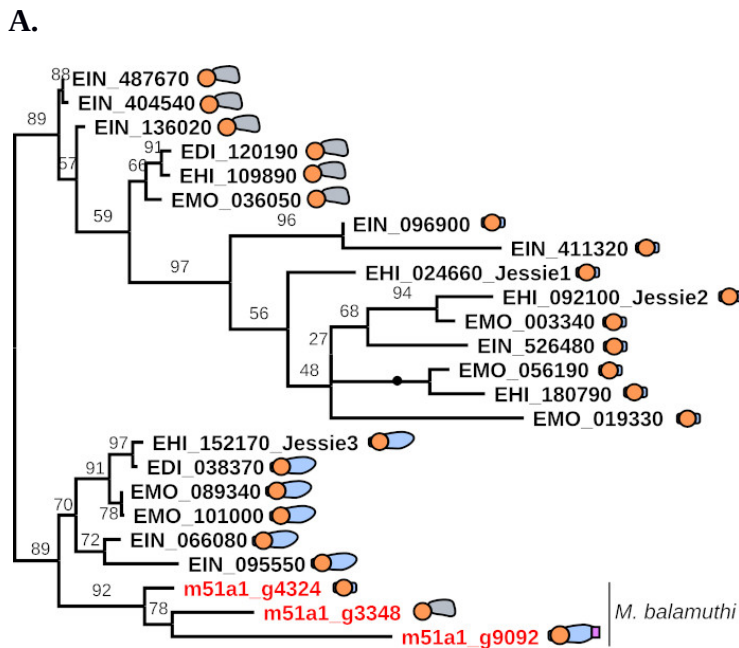 A.
88
EIN_487670
EIN_404540
89
EIN_136020
57
91
EDI_120190
66
EHI_109890
EMO_036050
59
96
EIN_096900
EIN_411320
97
EHI_024660_Jessie1
94
EHI_092100_Jessie2
56
68
EMO_003340
27
EIN_526480
48
EMO_056190
EHI_180790
EMO_019330
97
EHI_152170_Jessie3
91
EDI_038370
EMO_089340
70
78
EMO_101000
72
EIN_066080
89
EIN_095550
92
m51a1_g4324
78
m51a1_g3348
M. balamuthi
m51a1_g9092